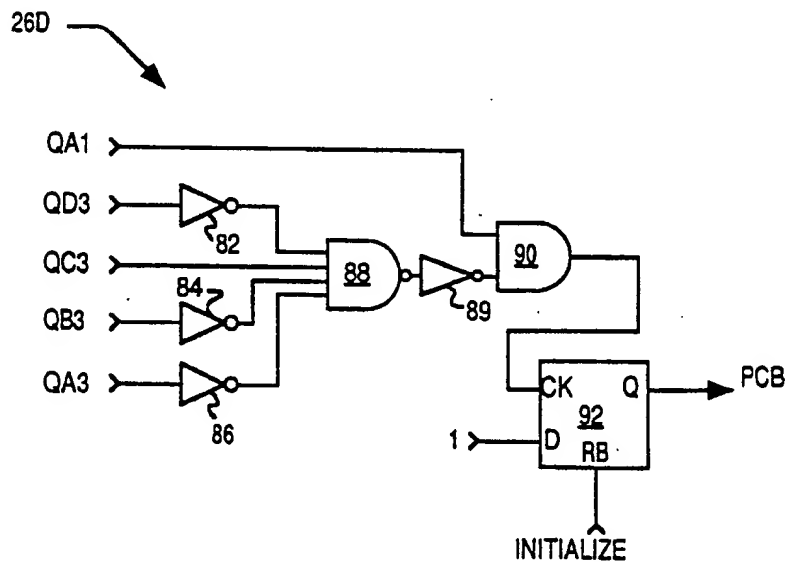 26D
QA1
QD3
82
90
QC3
88
84
89
QB3
QA3
86
CK Q
PCB
92
1
D
RB
INITIALIZE